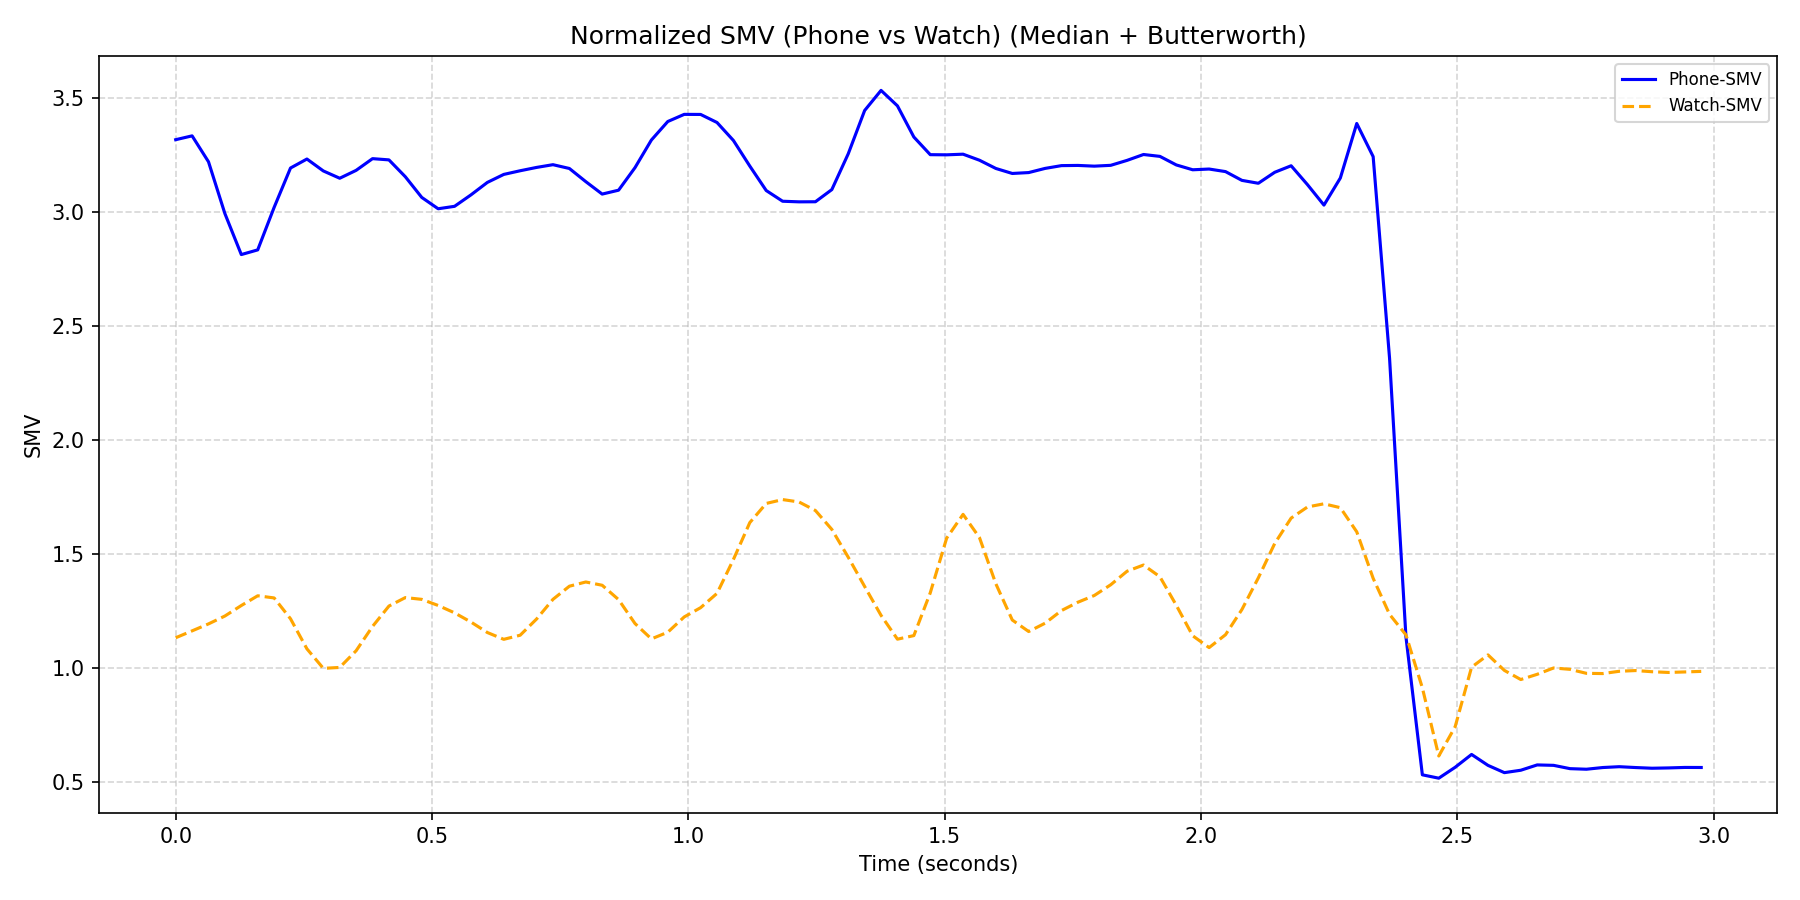 Normalized SMV (Phone vs Watch) (Median + Butterworth)
Phone-SMV
Watch-SMV
SMV
3.5
3.0
2.5
2.0
1.5
1.0
0.5
0.0 0.5 1.0 1.5 2.0 2.5 3.0
Time (seconds)